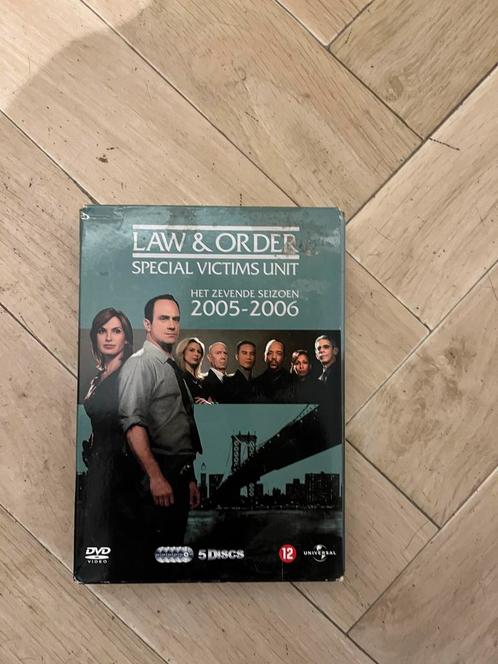 LAW & ORDER
SPECIAL VICTIMS UNIT
HET ZEVENDE SEIZOEN
2005-2006
DVD
VIDEO
5 DISCS
12
UNIVERSAL